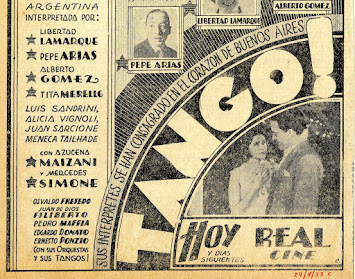 ARGENTINA
INTERPRETADA POR:
LIBERTAD
LAMARQUE
PEPE ARIAS
ALBERTO
GOMEZ
TITA MERELLO
LUIS SANDRINI,
ALICIA VIGNOLI,
JUAN SARCIONE
MENECA TAILHADE
CON AZUCENA
MAIZANI
Y MERCEDES
SIMONE
OSVALDO FRESEDO
JUAN DE DIOS
FILIBERTO
PEDRO MAFFIA
EDGARDO DONATO
ERNESTO PONZIO
CON SUS ORQUESTAS
Y SUS TANGOS!
PEPE ARIAS
LIBERTAD LAMARQUE
ALBERTO GOMEZ
SUS INTERPRETES SE HAN CONSAGRADO EN EL CORAZON DE BUENOS AIRES
TANGO!
HOY
Y DIAS
SIGUIENTES
REAL
CINE